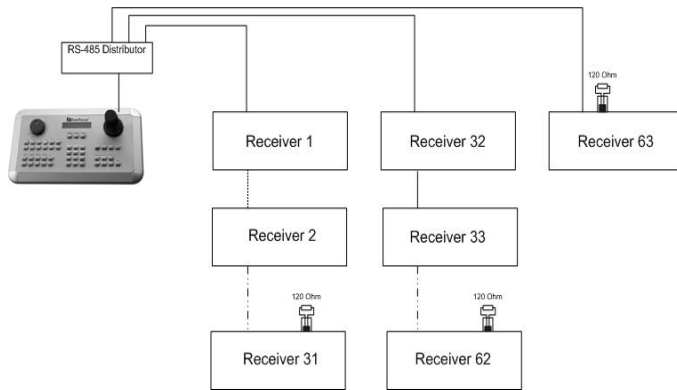 RS-485 Distributor
120 Ohm
Receiver 1
Receiver 32
Receiver 63
Receiver 2
Receiver 33
120 Ohm
120 Ohm
Receiver 31
Receiver 62